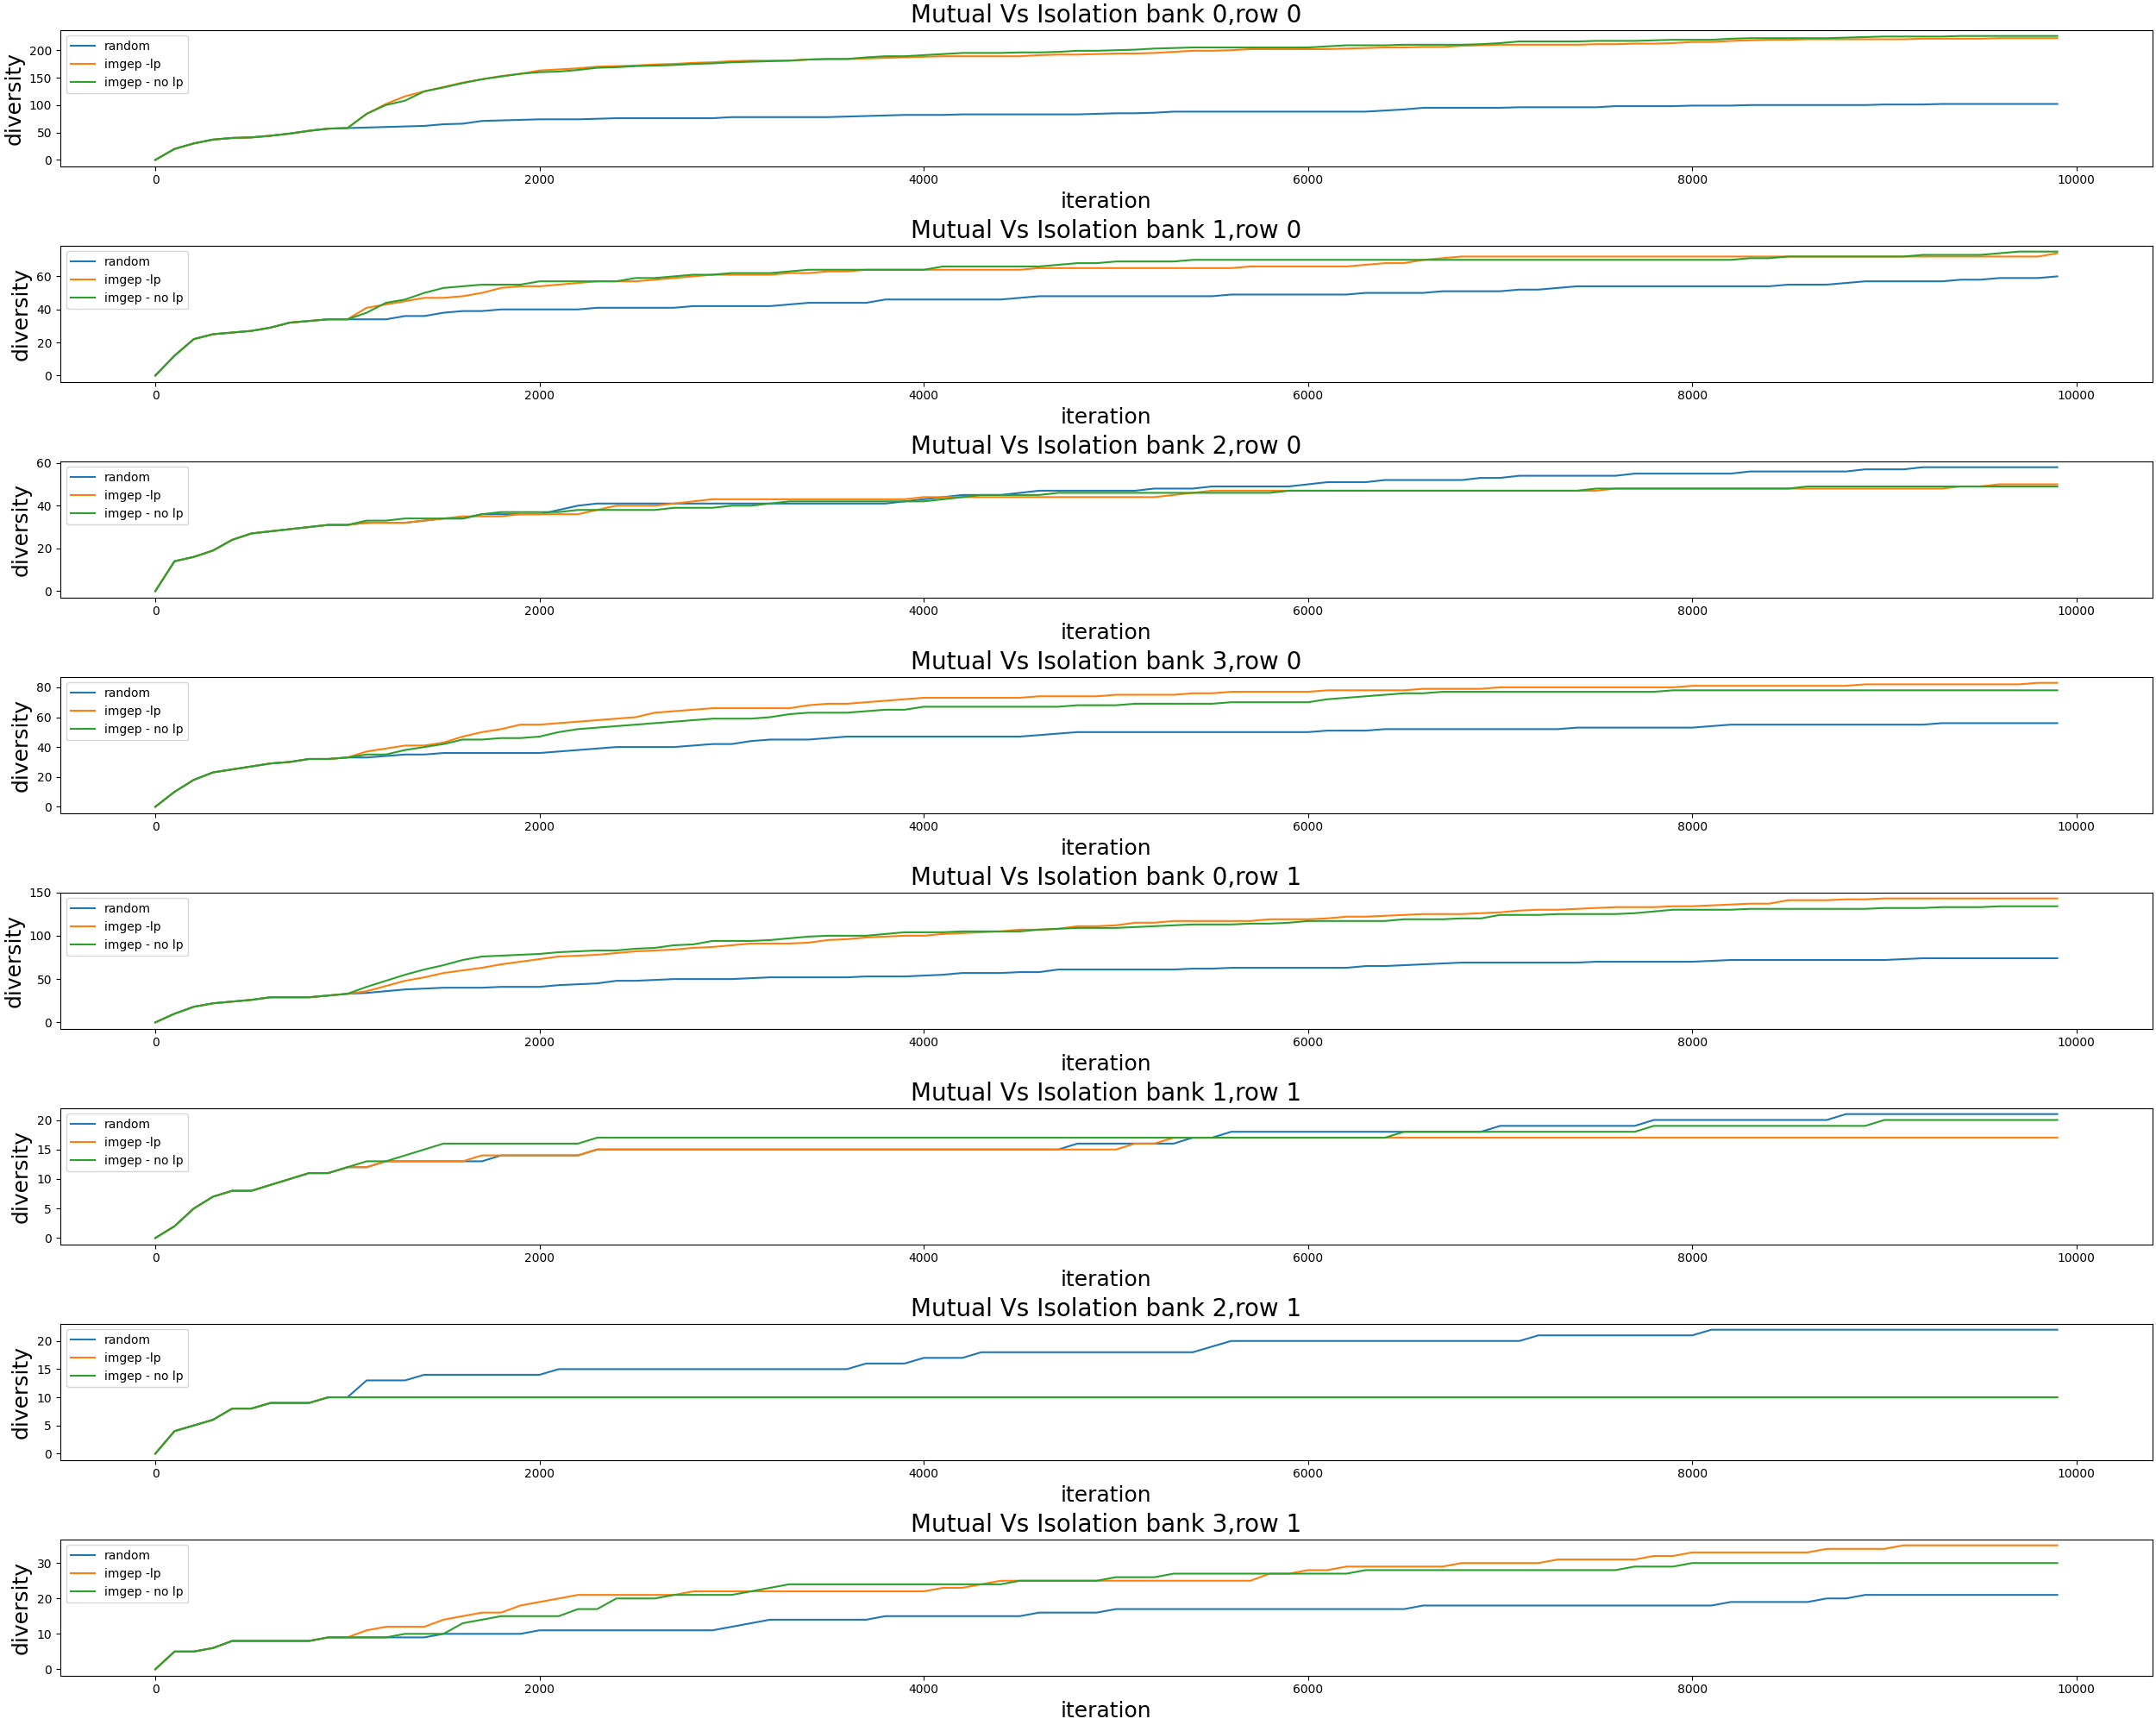 Mutual Vs Isolation bank 0,row 0
diversity
200
150
100
50
0
random
imgep -lp
imgep - no lp
0 2000 4000 6000 8000 10000
iteration
Mutual Vs Isolation bank 1,row 0
diversity
60
40
20
0
random
imgep -lp
imgep - no lp
0 2000 4000 6000 8000 10000
iteration
Mutual Vs Isolation bank 2,row 0
diversity
60
40
20
0
random
imgep -lp
imgep - no lp
0 2000 4000 6000 8000 10000
iteration
Mutual Vs Isolation bank 3,row 0
diversity
80
60
40
20
0
random
imgep -lp
imgep - no lp
0 2000 4000 6000 8000 10000
iteration
Mutual Vs Isolation bank 0,row 1
diversity
150
100
50
0
random
imgep -lp
imgep - no lp
0 2000 4000 6000 8000 10000
iteration
Mutual Vs Isolation bank 1,row 1
diversity
20
15
10
5
0
random
imgep -lp
imgep - no lp
0 2000 4000 6000 8000 10000
iteration
Mutual Vs Isolation bank 2,row 1
diversity
20
15
10
5
0
random
imgep -lp
imgep - no lp
0 2000 4000 6000 8000 10000
iteration
Mutual Vs Isolation bank 3,row 1
diversity
30
20
10
0
random
imgep -lp
imgep - no lp
0 2000 4000 6000 8000 10000
iteration